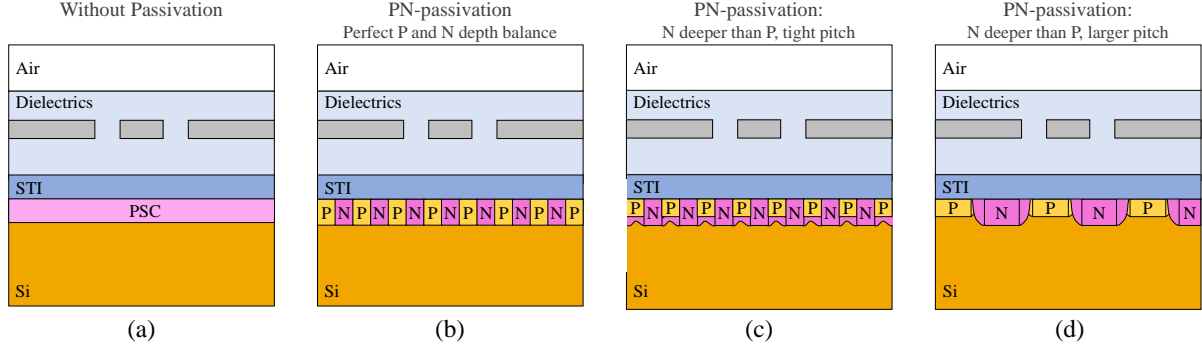 Without Passivation
Air
Dielectrics
STI
PSC
Si
(a)
PN-passivation
Perfect P and N depth balance
Air
Dielectrics
STI
P N P N P N P N P N P N P N P
Si
(b)
PN-passivation:
N deeper than P, tight pitch
Air
Dielectrics
STI
P N P N P N P N P N P N P N P
Si
(c)
PN-passivation:
N deeper than P, larger pitch
Air
Dielectrics
STI
P N P N P N
Si
(d)